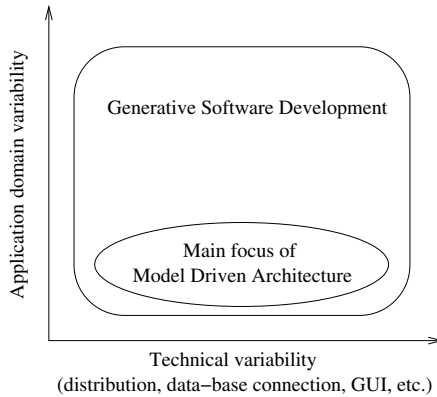 Application domain variability
Generative Software Development
Main focus of
Model Driven Architecture
Technical variability
(distribution, data−base connection, GUI, etc.)